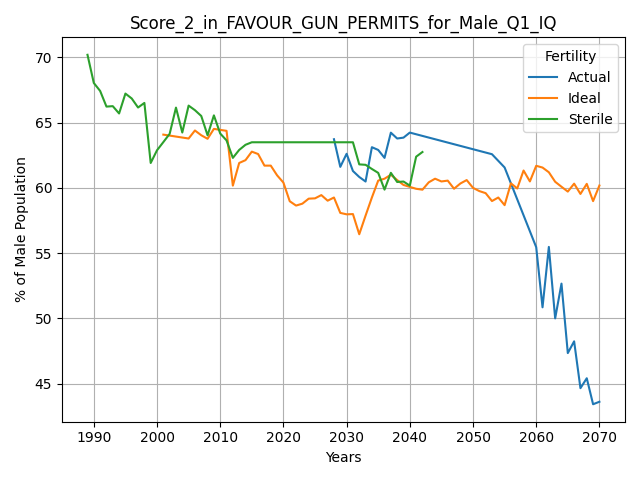 Score_2_in_FAVOUR_GUN_PERMITS_for_Male_Q1_IQ
Fertility
Actual
Ideal
Sterile
% of Male Population
70
65
60
55
50
45
1990 2000 2010 2020 2030 2040 2050 2060 2070
Years